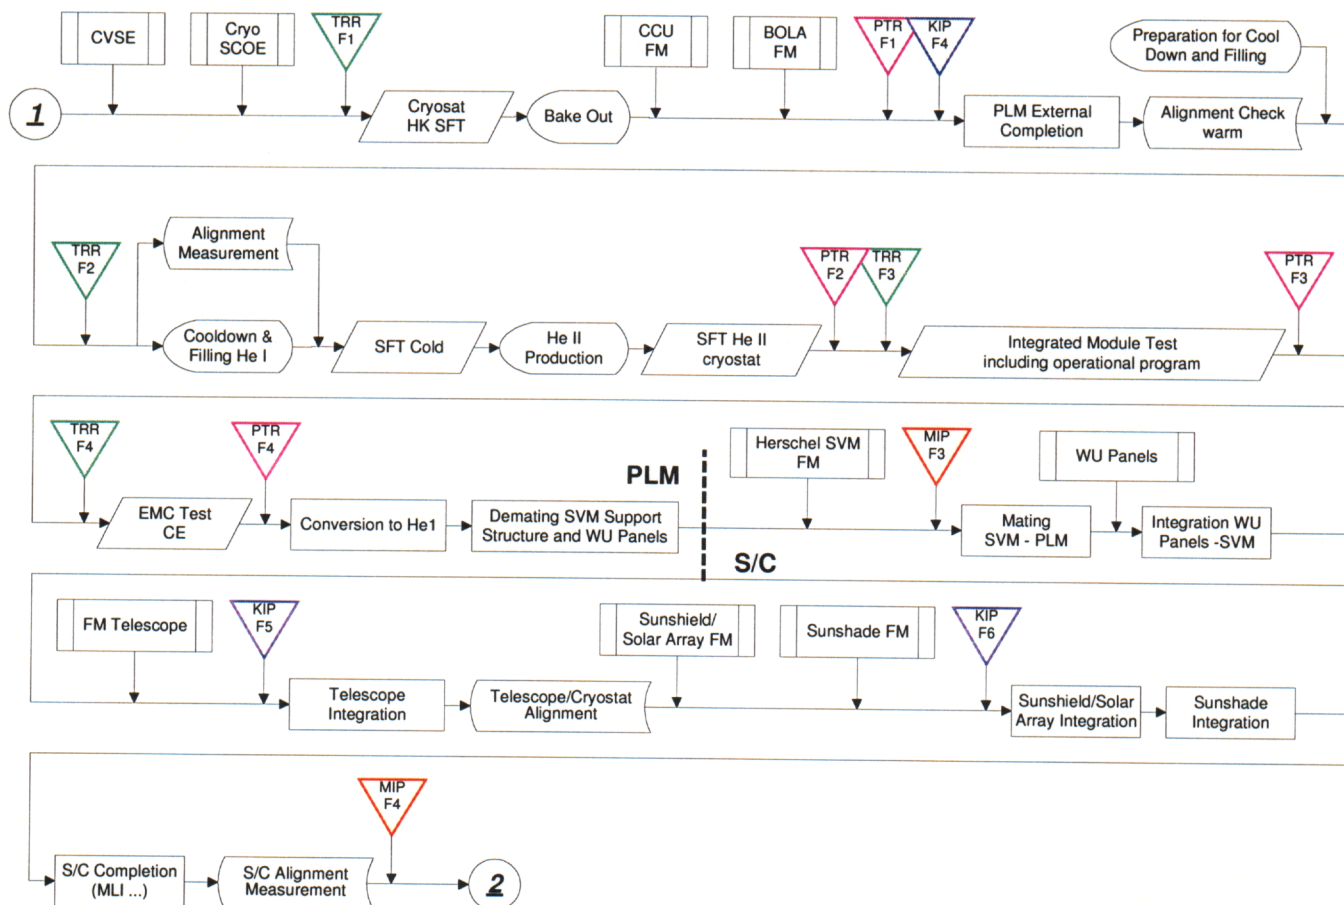 CVSE
Cryo
SCOE
TRR
F1
CCU
FM
BOLA
FM
PTR
F1
KIP
F4
Preparation for Cool
Down and Filling
1
Cryosat
HK SFT
Bake Out
PLM External
Completion
Alignment Check
warm
TRR
F2
Alignment
Measurement
PTR
F2
TRR
F3
PTR
F3
Cooldown &
Filling He I
SFT Cold
He II
Production
SFT He II
cryostat
Integrated Module Test
including operational program
TRR
F4
PTR
F4
PLM
Herschel SVM
FM
MIP
F3
WU Panels
EMC Test
CE
Conversion to He1
Demating SVM Support
Structure and WU Panels
Mating
SVM - PLM
Integration WU
Panels -SVM
S/C
FM Telescope
KIP
F5
Sunshield/
Solar Array FM
Sunshade FM
KIP
F6
Telescope
Integration
Telescope/Cryostat
Alignment
Sunshield/Solar
Array Integration
Sunshade
Integration
MIP
F4
S/C Completion
(MLI ...)
S/C Alignment
Measurement
2